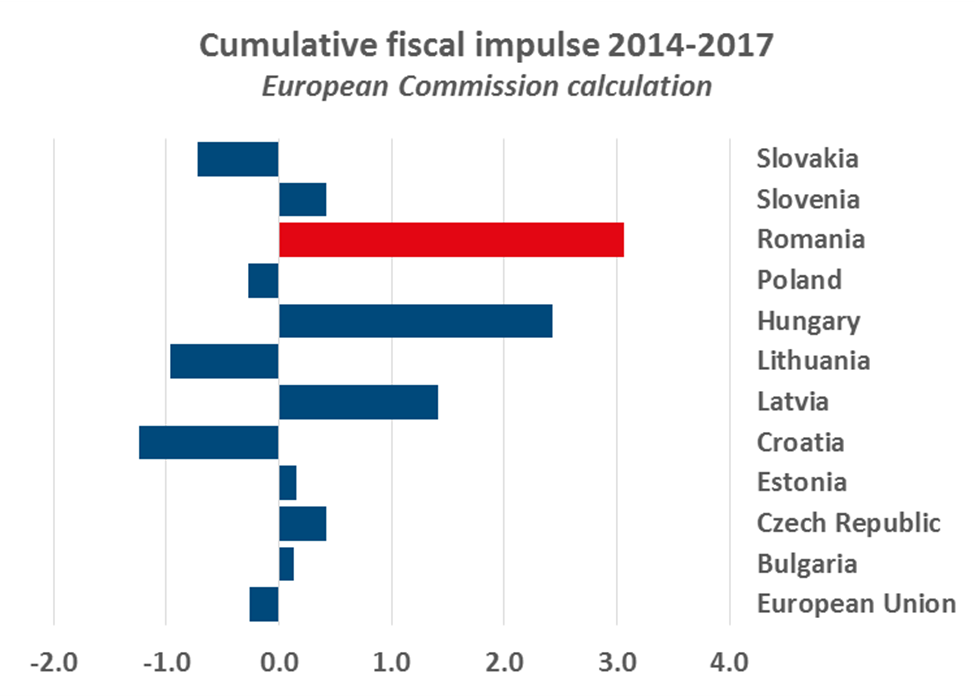 Cumulative fiscal impulse 2014-2017
European Commission calculation
Slovakia
Slovenia
Romania
Poland
Hungary
Lithuania
Latvia
Croatia
Estonia
Czech Republic
Bulgaria
European Union
-2.0 -1.0 0.0 1.0 2.0 3.0 4.0